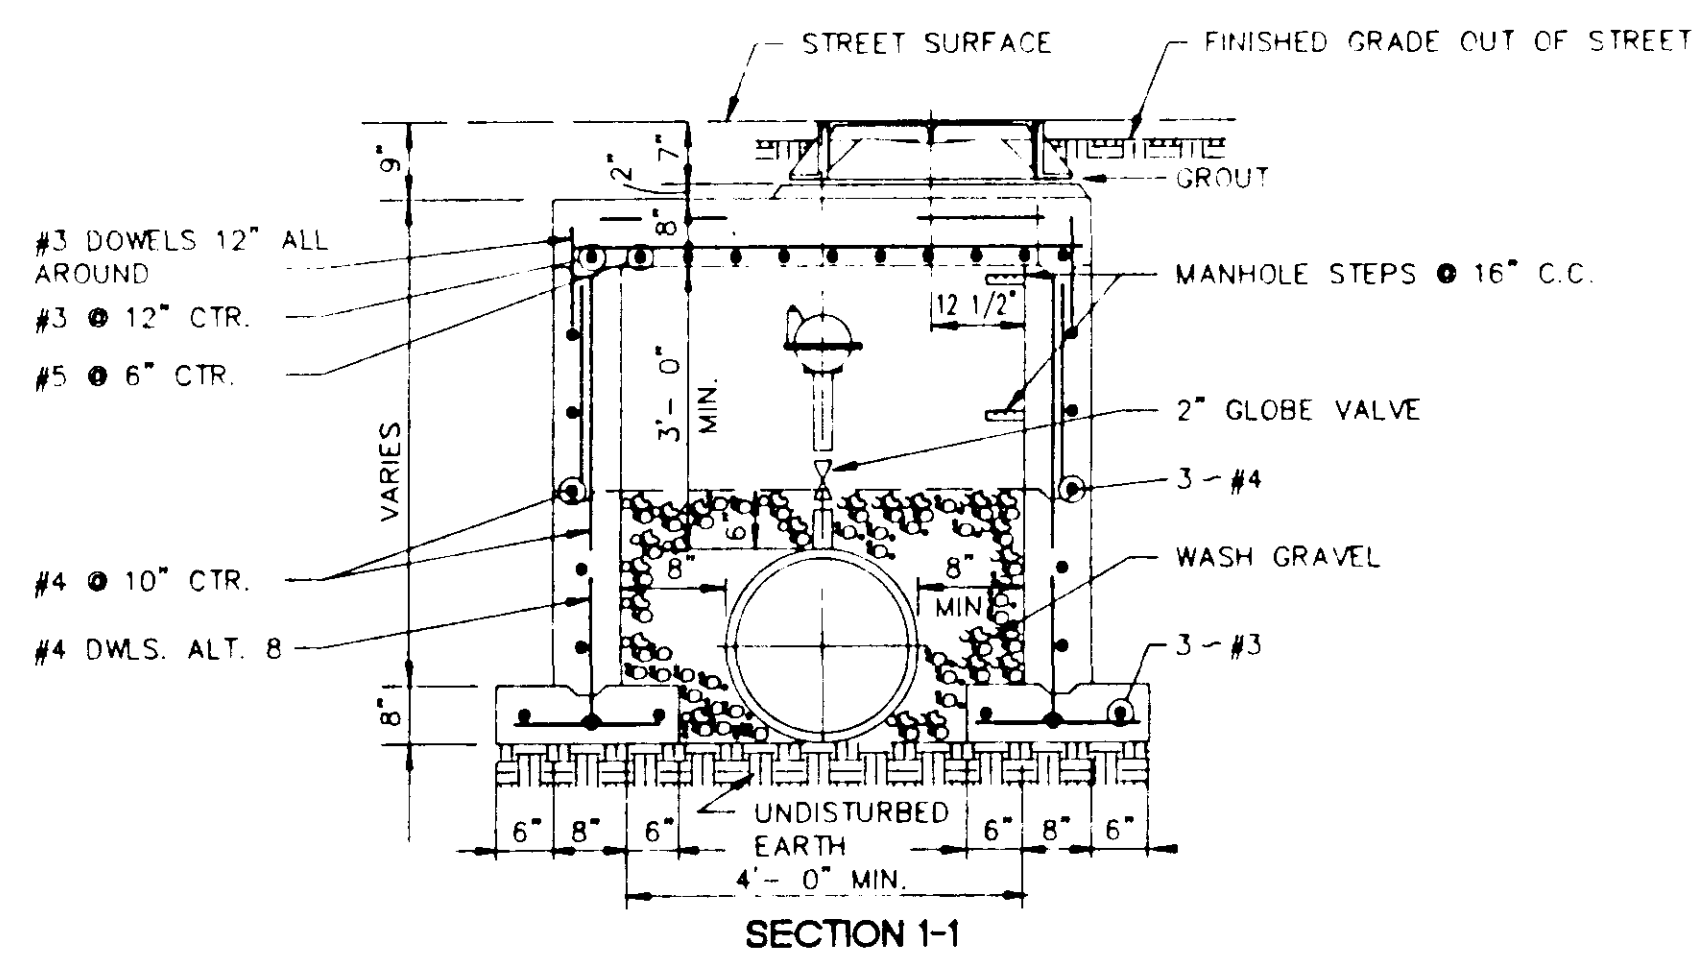 STREET SURFACE
FINISHED GRADE OUT OF STREET
9"
7"
2"
GROUT
8"
#3 DOWELS 12" ALL
AROUND
MANHOLE STEPS @ 16" C.C.
12 1/2"
#3 @ 12" CTR.
#5 @ 6" CTR.
3'- 0"
MIN.
2" GLOBE VALVE
VARIES
3 - #4
6"
8"
8"
MIN
WASH GRAVEL
#4 @ 10" CTR.
#4 DWLS. ALT. 8
3 - #3
8"
UNDISTURBED
EARTH
6"
8"
6"
6"
8"
6"
4'- 0" MIN.
SECTION 1-1